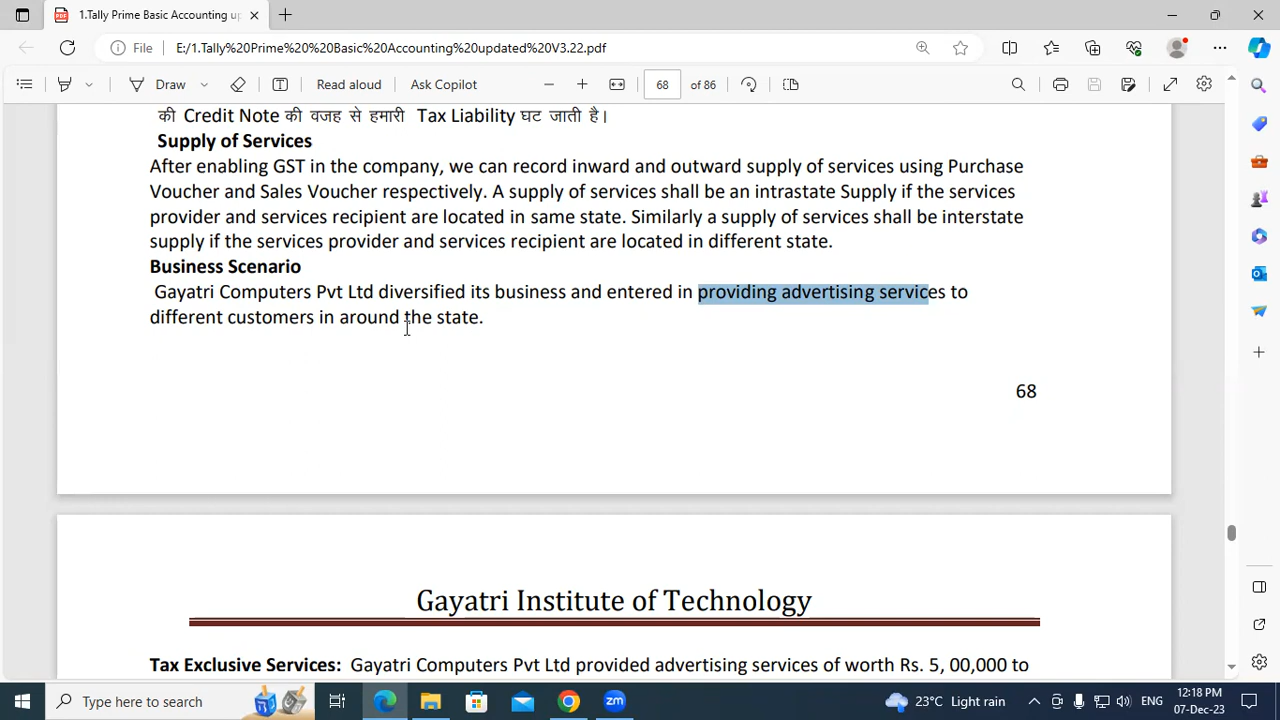 1.Tally Prime Basic Accounting up
File
E:/1.Tally%20Prime%20%20Basic%20Accounting%20updated%20V3.22.pdf
Draw
Read aloud
Ask Copilot
68
of 86
की Credit Note की वजह से हमारी Tax Liability घट जाती है।
Supply of Services
After enabling GST in the company, we can record inward and outward supply of services using Purchase
Voucher and Sales Voucher respectively. A supply of services shall be an intrastate Supply if the services
provider and services recipient are located in same state. Similarly a supply of services shall be interstate
supply if the services provider and services recipient are located in different state.
Business Scenario
Gayatri Computers Pvt Ltd diversified its business and entered in providing advertising services to
different customers in around the state.
68
Gayatri Institute of Technology
Tax Exclusive Services: Gayatri Computers Pvt Ltd provided advertising services of worth Rs. 5, 00,000 to
Type here to search
zm
23°C Light rain
ENG
12:18 PM
07-Dec-23